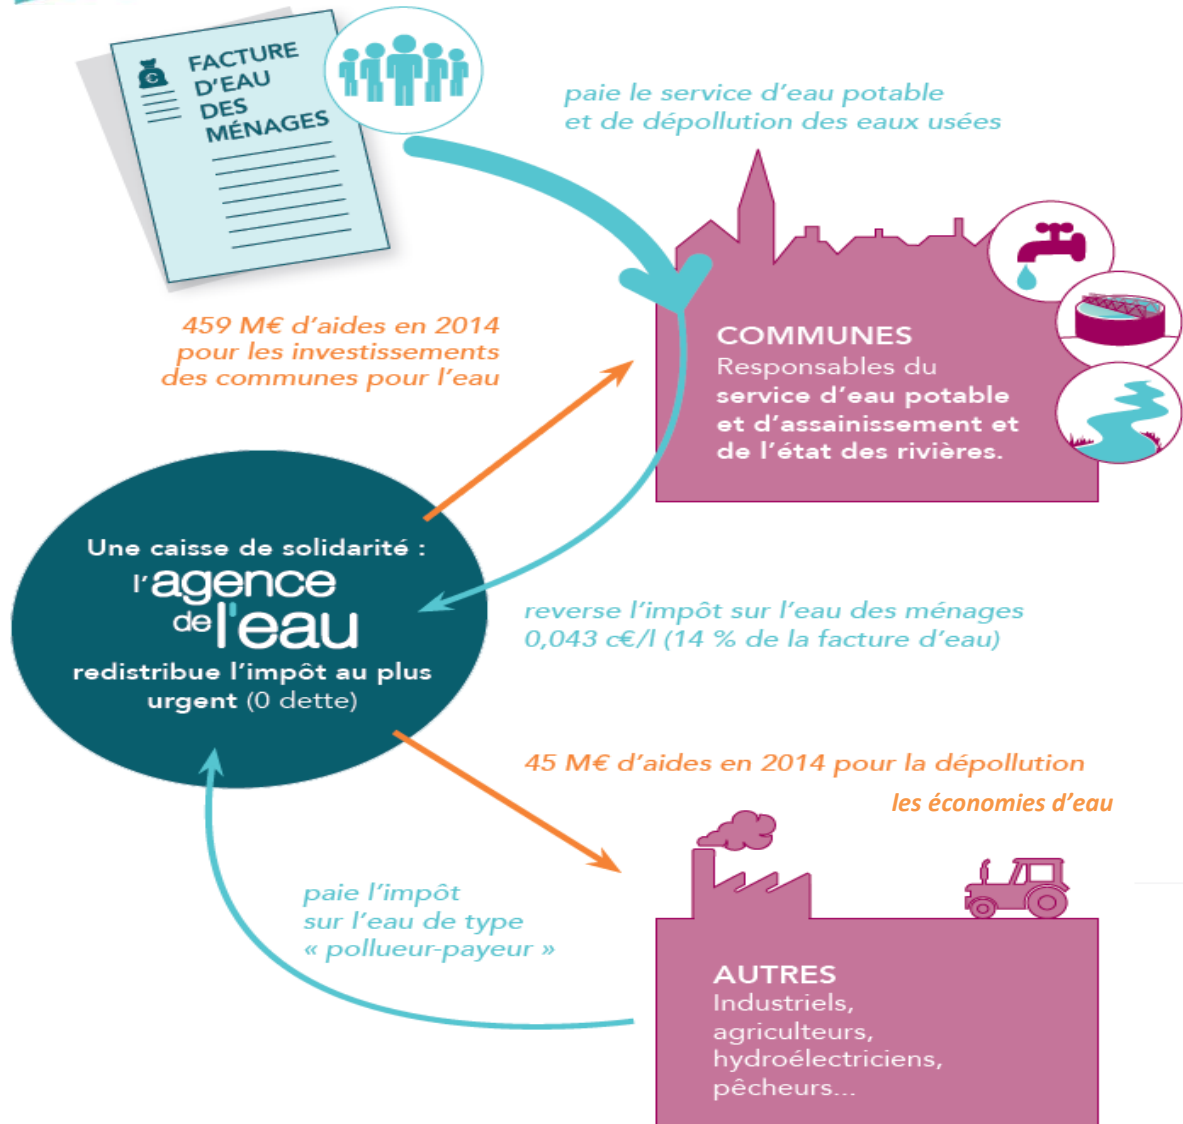 FACTURE
D'EAU
DES
MÉNAGES
paie le service d'eau potable
et de dépollution des eaux usées
459 M€ d'aides en 2014
pour les investissements
des communes pour l'eau
COMMUNES
Responsables du
service d'eau potable
et d'assainissement et
de l'état des rivières.
Une caisse de solidarité :
l'agence
de l'eau
redistribue l'impôt au plus
urgent (0 dette)
reverse l'impôt sur l'eau des ménages
0,043 c€/l (14 % de la facture d'eau)
45 M€ d'aides en 2014 pour la dépollution
les économies d'eau
paie l'impôt
sur l'eau de type
« pollueur-payeur »
AUTRES
Industriels,
agriculteurs,
hydroélectriciens,
pêcheurs...